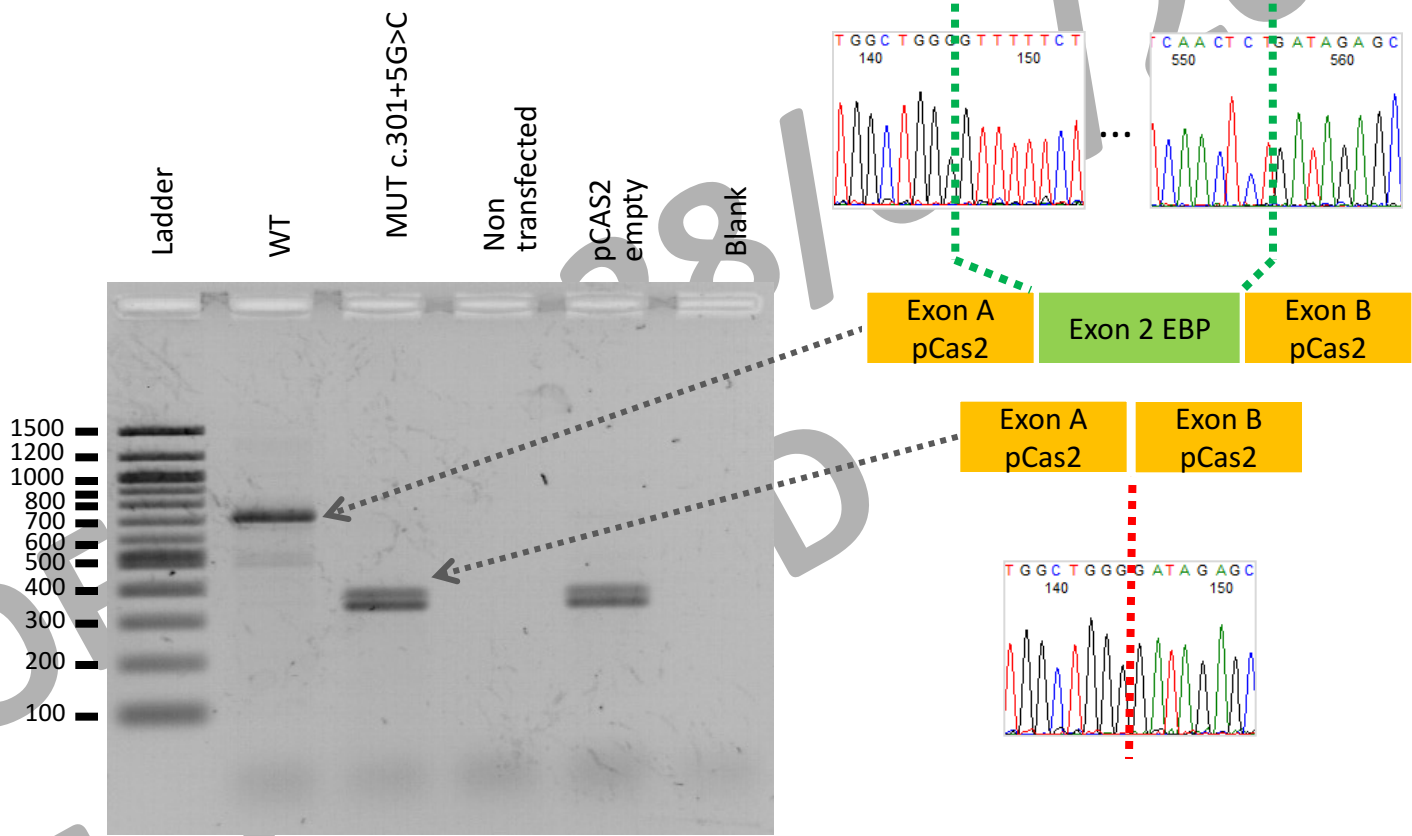 Ladder
WT
MUT c.301+5G>C
Non
transfected
pCAS2
empty
Blank
1500
1200
1000
800
700
600
500
400
300
200
100
TGGCTGGGGTTTTTCT
140 150
TCAACTCTGATAGAGC
550 560
...
Exon A
pCas2
Exon 2 EBP
Exon B
pCas2
Exon A
pCas2
Exon B
pCas2
TGGCTGGGGATAGAGC
140 150